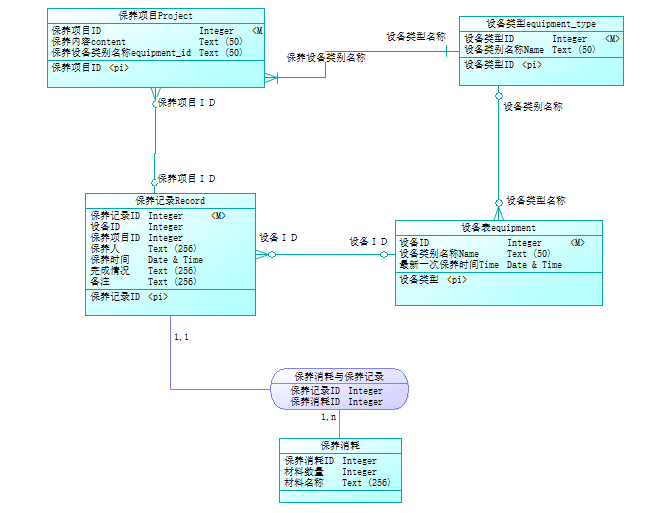 保养项目Project
保养项目ID Integer <M
保养内容content Text (50)
保养设备类别名称equipment_id Text (50)
保养项目ID <pi>
设备类型名称
保养设备类别名称
设备类型equipment_type
设备类型ID Integer <M>
设备类别名称Name Text (50)
设备类型ID <pi>
保养项目ＩＤ
设备类别名称
保养项目ＩＤ
设备类型名称
保养记录Record
保养记录ID Integer <M>
设备ID Integer
保养项目ID Integer
保养人 Text (256)
保养时间 Date & Time
完成情况 Text (256)
备注 Text (256)
保养记录ID <pi>
设备ＩＤ
设备ＩＤ
设备表equipment
设备ID Integer <M>
设备类别名称Name Text (50)
最新一次保养时间Time Date & Time
设备类型 <pi>
1,1
保养消耗与保养记录
保养记录ID Integer
保养消耗ID Integer
1,n
保养消耗
保养消耗ID Integer
材料数量 Integer
材料名称 Text (256)